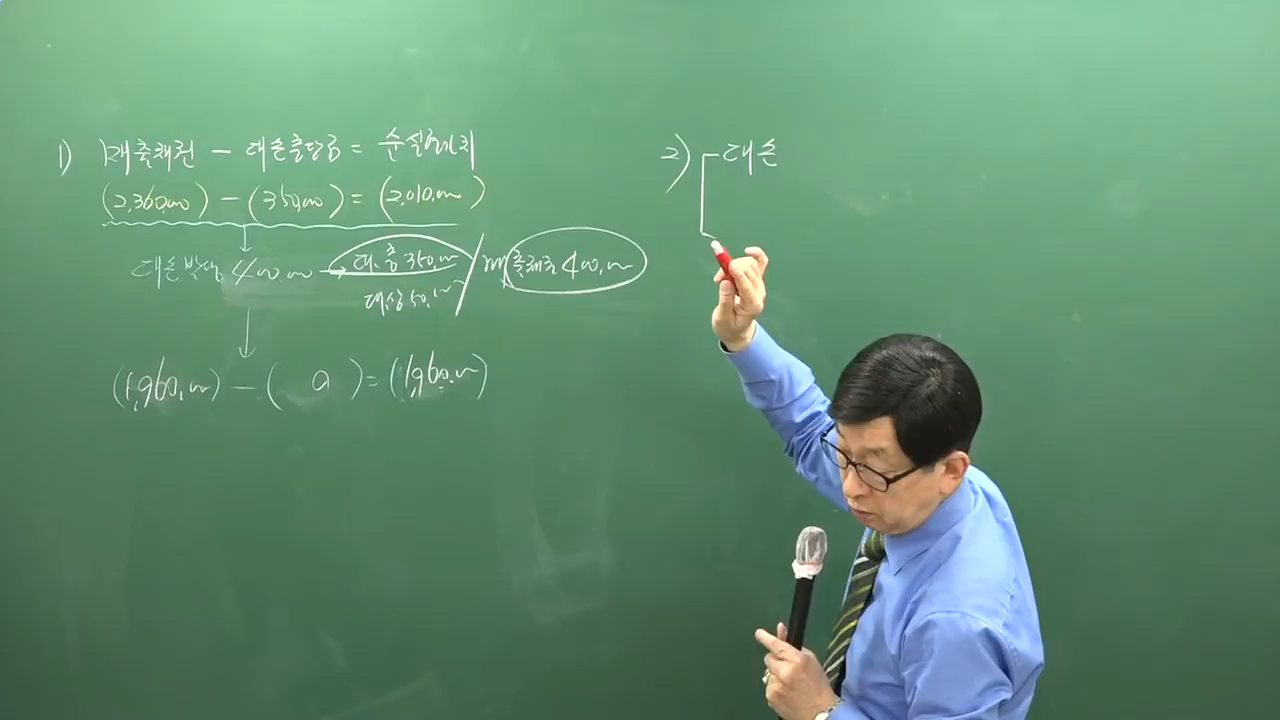 1) 매출채권 - 대손충당금 = 순실현가치
(2,360,000) - (350,000) = (2,010,000)
대손발생 400,000 → 대.충 350,000 / 매출채권 400,000
대.상 50,000
(1,960,000) - ( 0 ) = (1,960,000)
2) 대손